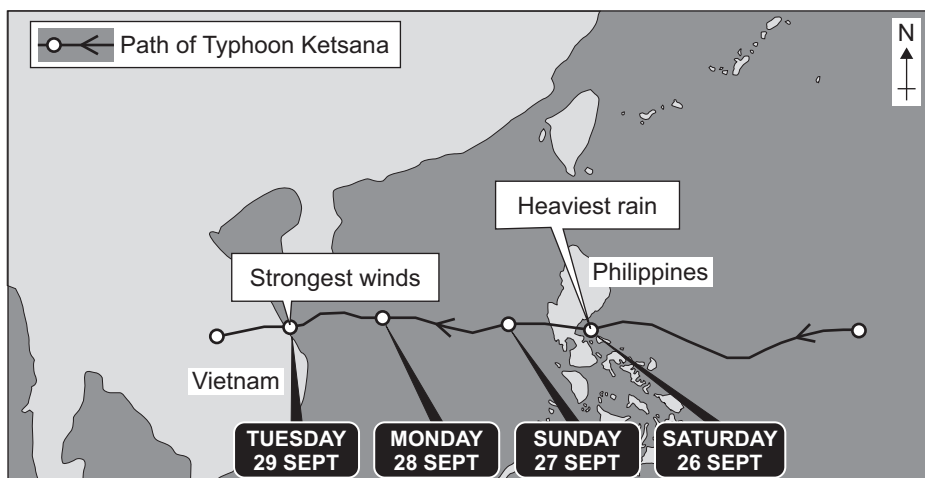 Path of Typhoon Ketsana
N
Heaviest rain
Philippines
Strongest winds
Vietnam
TUESDAY
29 SEPT
MONDAY
28 SEPT
SUNDAY
27 SEPT
SATURDAY
26 SEPT